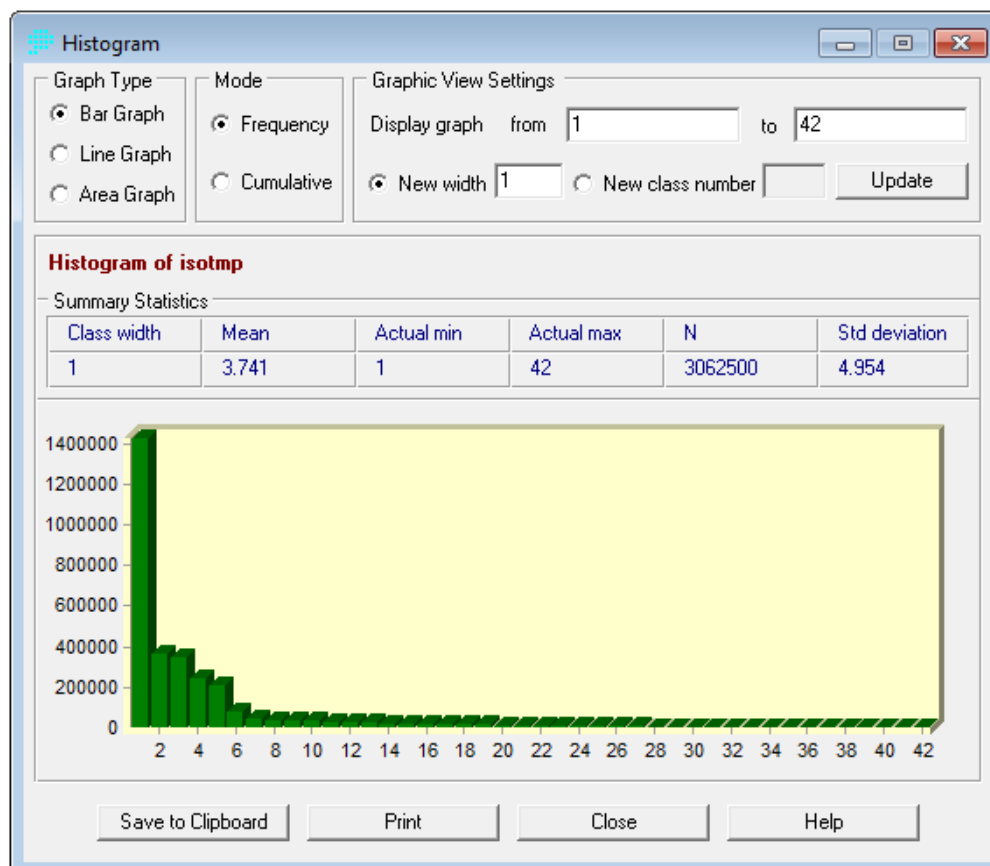 Histogram
Graph Type
Bar Graph
Line Graph
Area Graph
Mode
Frequency
Cumulative
Graphic View Settings
Display graph from 1 to 42
New width 1 New class number Update
Histogram of isotmp
Summary Statistics
Class width Mean Actual min Actual max N Std deviation
1 3.741 1 42 3062500 4.954
1400000
1200000
1000000
800000
600000
400000
200000
0
2 4 6 8 10 12 14 16 18 20 22 24 26 28 30 32 34 36 38 40 42
Save to Clipboard Print Close Help